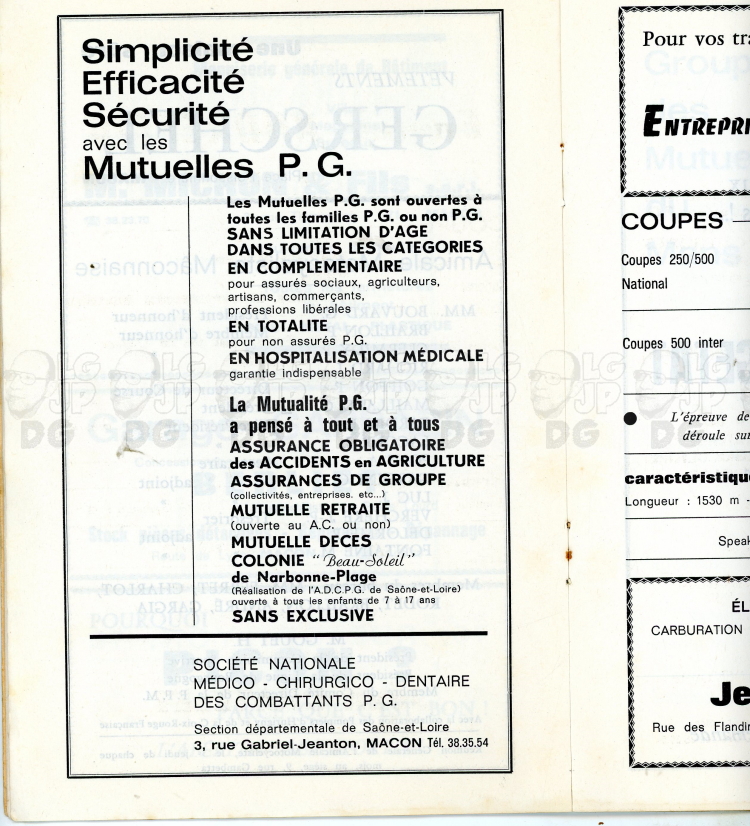 Simplicité
Efficacité
Sécurité
avec les
Mutuelles P.G.
Les Mutuelles P.G. sont ouvertes à
toutes les familles P.G. ou non P.G.
SANS LIMITATION D'AGE
DANS TOUTES LES CATEGORIES
EN COMPLEMENTAIRE
pour assurés sociaux, agriculteurs,
artisans, commerçants,
professions libérales
EN TOTALITE
pour non assurés P.G.
EN HOSPITALISATION MÉDICALE
garantie indispensable
La Mutualité P.G.
a pensé à tout et à tous
ASSURANCE OBLIGATOIRE
des ACCIDENTS en AGRICULTURE
ASSURANCES DE GROUPE
(collectivités, entreprises. etc...)
MUTUELLE RETRAITE
(ouverte au A.C. ou non)
MUTUELLE DECES
COLONIE "Beau-Soleil"
de Narbonne-Plage
(Réalisation de l'A.D.C.P.G. de Saône-et-Loire)
ouverte à tous les enfants de 7 à 17 ans
SANS EXCLUSIVE
SOCIÉTÉ NATIONALE
MÉDICO - CHIRURGICO - DENTAIRE
DES COMBATTANTS P.G.
Section départementale de Saône-et-Loire
3, rue Gabriel-Jeanton, MACON Tél. 38.35.54
Pour vos tra
ENTREPRI
COUPES
Coupes 250/500
National
Coupes 500 inter
L'épreuve de
déroule sur
caractéristique
Longueur : 1530 m -
Speak
ÉL
CARBURATION
Je
Rue des Flandin
LG JP DG